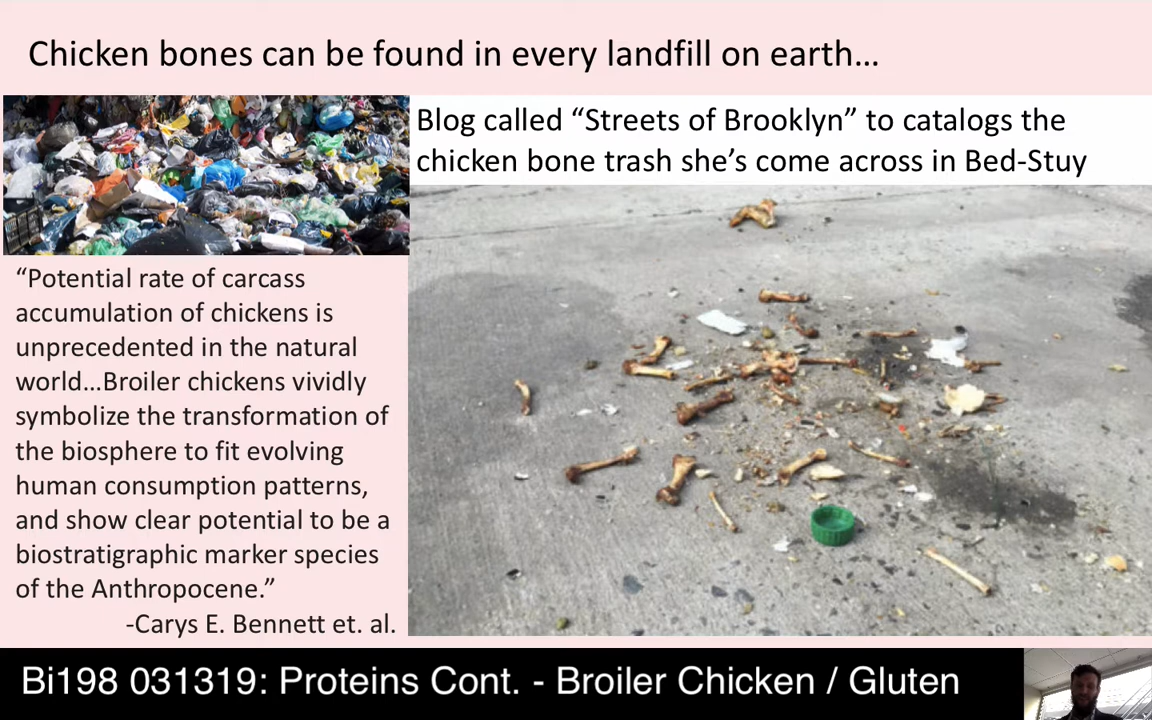 Chicken bones can be found in every landfill on earth…
Blog called “Streets of Brooklyn” to catalogs the
chicken bone trash she’s come across in Bed-Stuy
“Potential rate of carcass
accumulation of chickens is
unprecedented in the natural
world…Broiler chickens vividly
symbolize the transformation of
the biosphere to fit evolving
human consumption patterns,
and show clear potential to be a
biostratigraphic marker species
of the Anthropocene.”
-Carys E. Bennett et. al.
Bi198 031319: Proteins Cont. - Broiler Chicken / Gluten